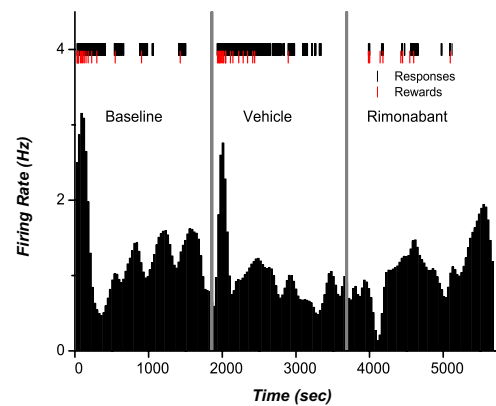 4
2
0
Firing Rate (Hz)
Baseline
Vehicle
Rimonabant
Responses
Rewards
0
1000
2000
3000
4000
5000
Time (sec)